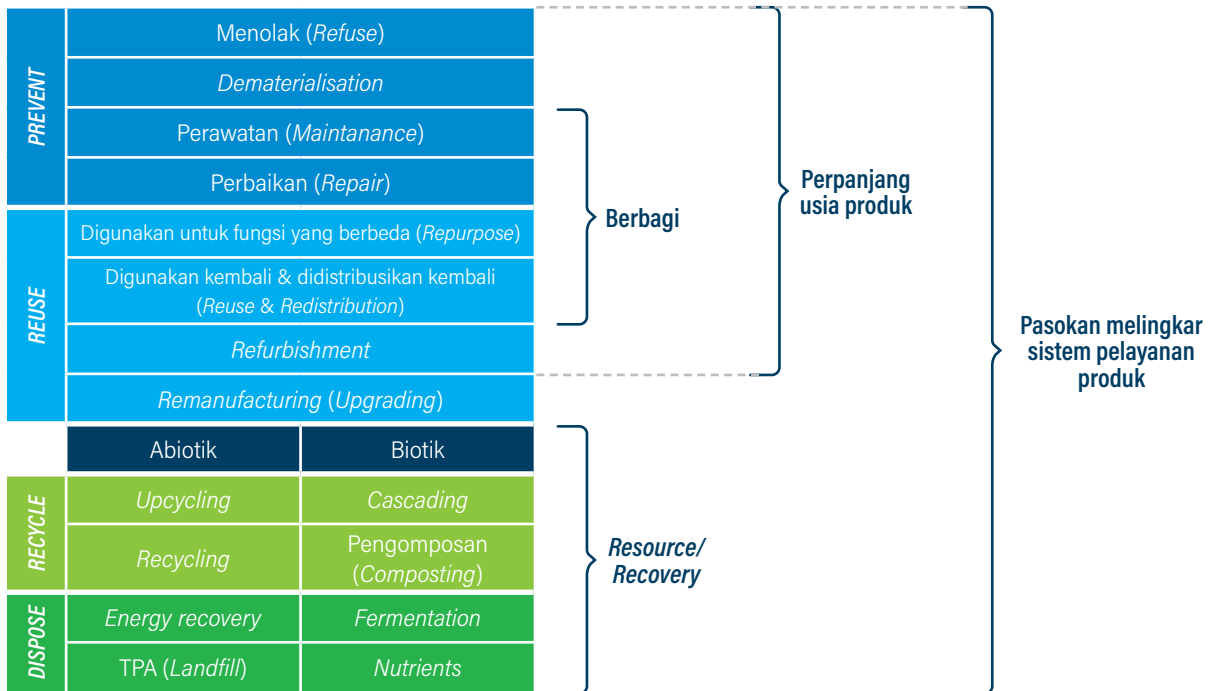 PREVENT
Menolak (Refuse)
Dematerialisation
Perawatan (Maintanance)
Perbaikan (Repair)
REUSE
Digunakan untuk fungsi yang berbeda (Repurpose)
Digunakan kembali & didistribusikan kembali
(Reuse & Redistribution)
Refurbishment
Remanufacturing (Upgrading)
Abiotik
Biotik
RECYCLE
Upcycling
Cascading
Recycling
Pengomposan
(Composting)
DISPOSE
Energy recovery
Fermentation
TPA (Landfill)
Nutrients
Berbagi
Perpanjang
usia produk
Resource/
Recovery
Pasokan melingkar
sistem pelayanan
produk